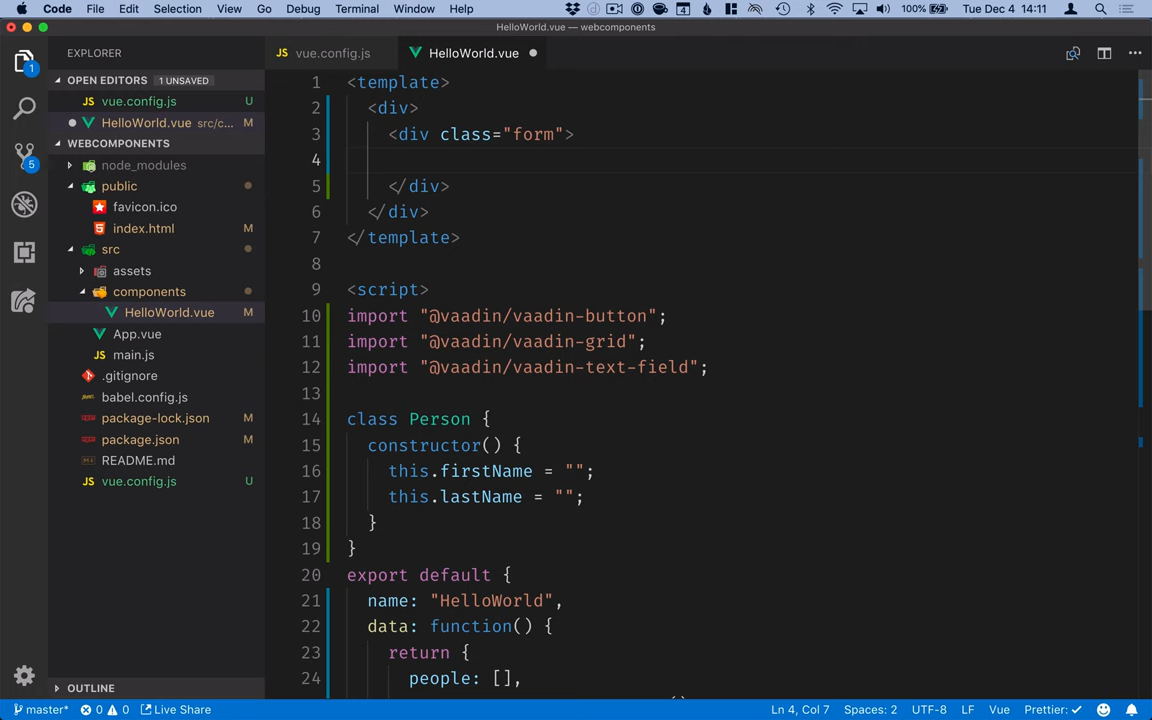 Code File Edit Selection View Go Debug Terminal Window Help 4 100% Tue Dec 4 14:11
HelloWorld.vue — webcomponents
EXPLORER
OPEN EDITORS 1 UNSAVED
JS vue.config.js U
HelloWorld.vue src/c... M
WEBCOMPONENTS
node_modules
public
favicon.ico
index.html M
src
assets
components
HelloWorld.vue M
App.vue
JS main.js
.gitignore
babel.config.js
package-lock.json M
package.json M
README.md
JS vue.config.js U
OUTLINE
1
5
JS vue.config.js
HelloWorld.vue
1 <template>
2 <div>
3 <div class="form">
4
5 </div>
6 </div>
7 </template>
8
9 <script>
10 import "@vaadin/vaadin-button";
11 import "@vaadin/vaadin-grid";
12 import "@vaadin/vaadin-text-field";
13
14 class Person {
15 constructor() {
16 this.firstName = "";
17 this.lastName = "";
18 }
19 }
20 export default {
21 name: "HelloWorld",
22 data: function() {
23 return {
24 people: [],
master* 0 0 Live Share Ln 4, Col 7 Spaces: 2 UTF-8 LF Vue Prettier: ✓